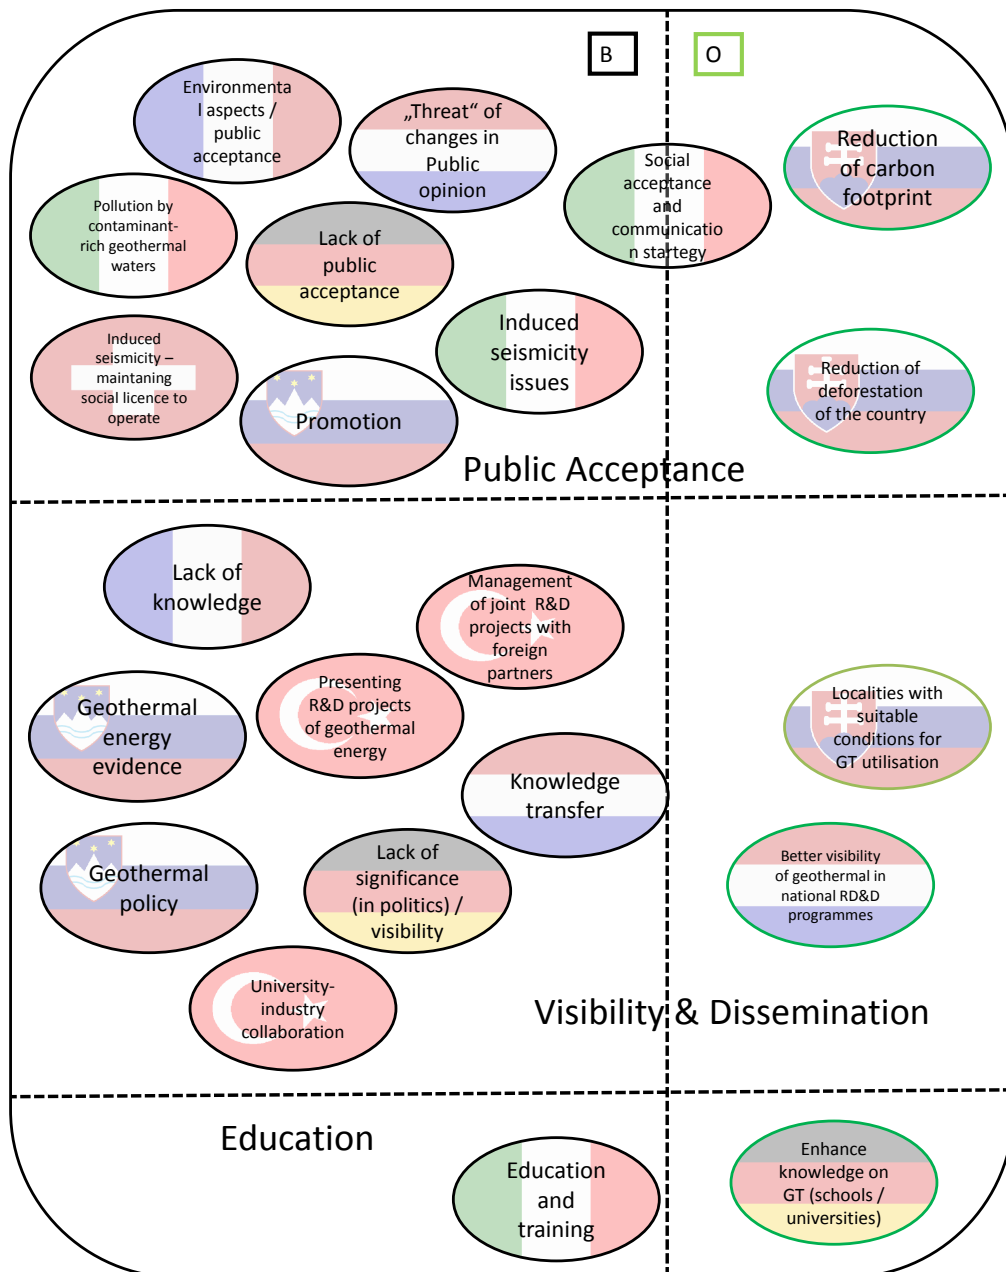 B
O
Environmenta
l aspects /
public
acceptance
„Threat“ of
changes in
Public
opinion
Social
acceptance
and
communicatio
n startegy
Reduction
of carbon
footprint
Pollution by
contaminant-
rich geothermal
waters
Lack of
public
acceptance
Induced
seismicity –
maintaning
social licence to
operate
Promotion
Induced
seismicity
issues
Reduction of
deforestation
of the country
Public Acceptance
Lack of
knowledge
Management
of joint R&D
projects with
foreign
partners
Presenting
R&D projects
of geothermal
energy
Geothermal
energy
evidence
Localities with
suitable
conditions for
GT utilisation
Knowledge
transfer
Geothermal
policy
Lack of
significance
(in politics) /
visibility
Better visibility
of geothermal in
national RD&D
programmes
University-
industry
collaboration
Visibility & Dissemination
Education
Education
and
training
Enhance
knowledge on
GT (schools /
universities)